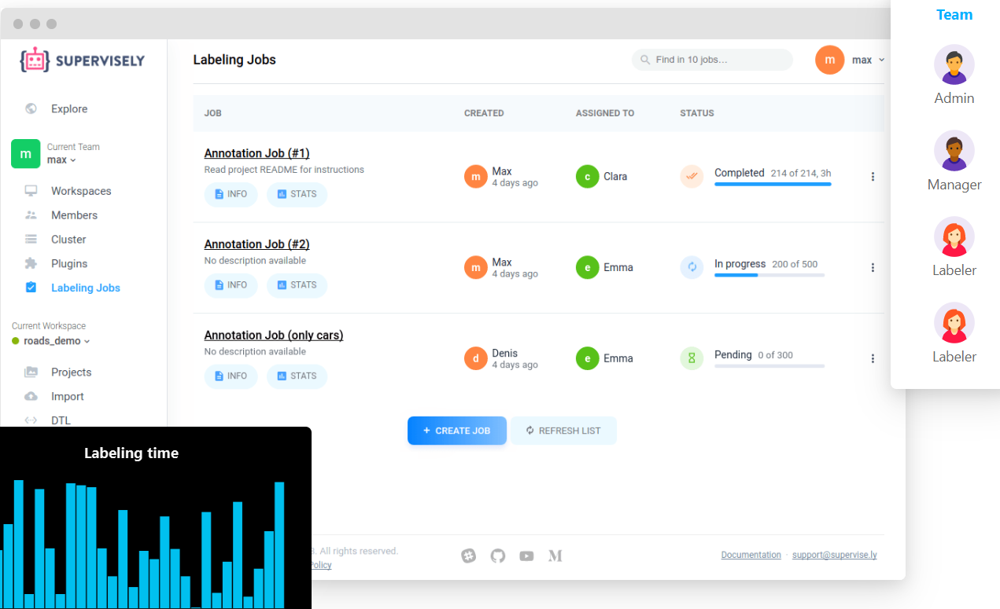 Team
SUPERVISELY
Labeling Jobs
Find in 10 jobs...
m
max
Explore
Admin
JOB
CREATED
ASSIGNED TO
STATUS
m
Current Team
max
Annotation Job (#1)
Read project README for instructions
INFO
STATS
m
Max
4 days ago
c
Clara
Completed
214 of 214, 3h
Manager
Workspaces
Members
Cluster
Plugins
Labeling Jobs
Annotation Job (#2)
No description available
INFO
STATS
m
Max
4 days ago
e
Emma
In progress
200 of 500
Labeler
Current Workspace
roads_demo
Annotation Job (only cars)
No description available
INFO
STATS
d
Denis
4 days ago
e
Emma
Pending
0 of 300
Labeler
Projects
Import
DTL
+ CREATE JOB
REFRESH LIST
Labeling time
. All rights reserved.
Policy
M
Documentation · support@supervise.ly